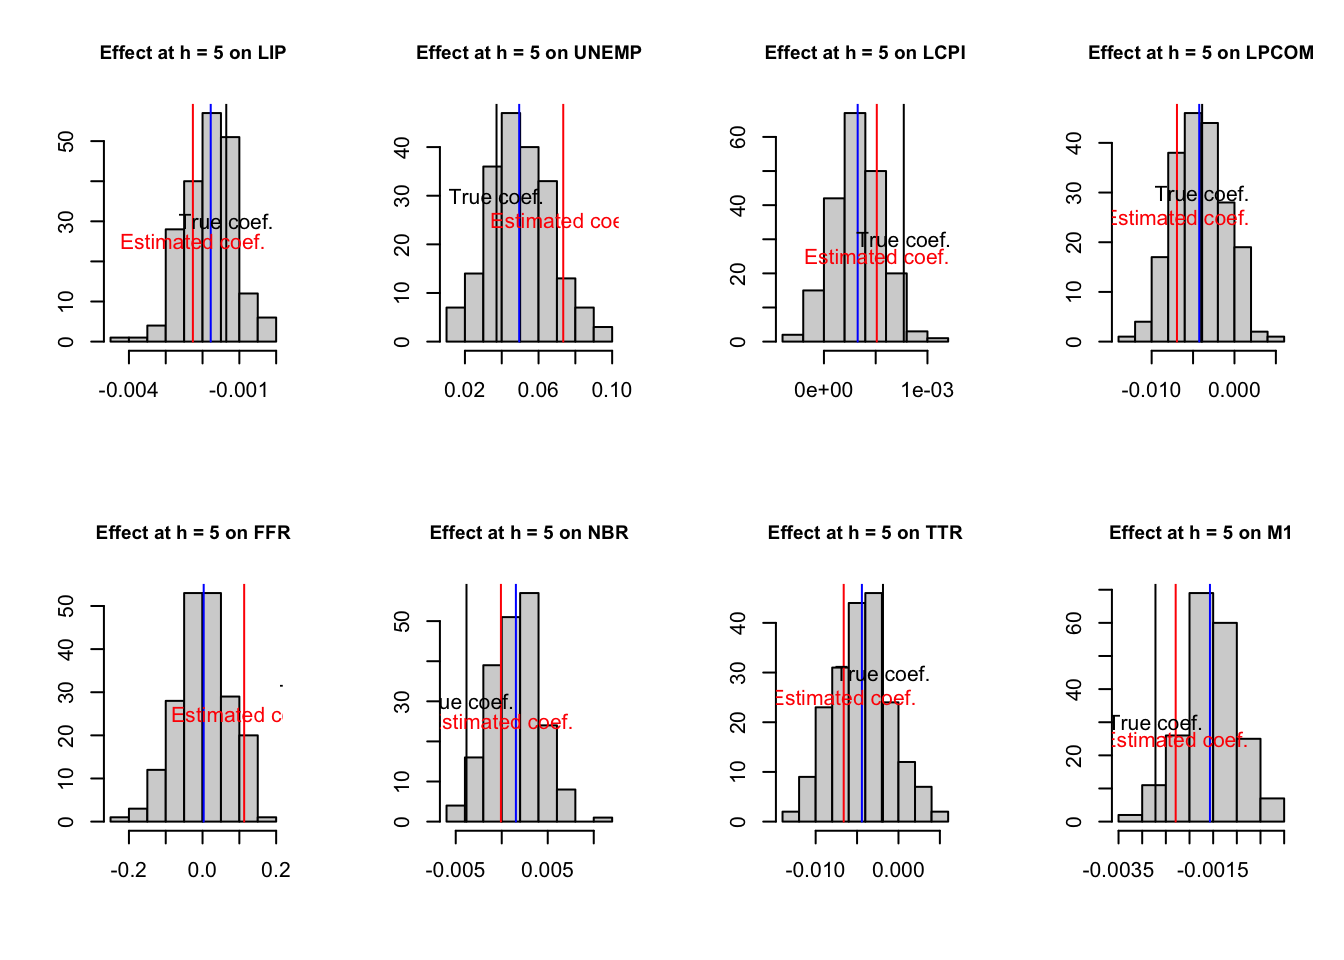 Effect at h = 5 on LIP
50
30
10
0
True coef.
Estimated coef.
-0.004 -0.001
Effect at h = 5 on UNEMP
40
30
20
10
0
True coef.
Estimated coe
0.02 0.06 0.10
Effect at h = 5 on LCPI
60
40
20
0
True coef.
Estimated coef.
0e+00 1e-03
Effect at h = 5 on LPCOM
40
30
20
10
0
True coef.
Estimated coef.
-0.010 0.000
Effect at h = 5 on FFR
50
40
30
20
10
0
Estimated c
-0.2 0.0 0.2
Effect at h = 5 on NBR
50
30
10
0
ue coef.
stimated coef.
-0.005 0.005
Effect at h = 5 on TTR
40
30
20
10
0
True coef.
Estimated coef.
-0.010 0.000
Effect at h = 5 on M1
60
40
20
0
True coef.
Estimated coef.
-0.0035 -0.0015